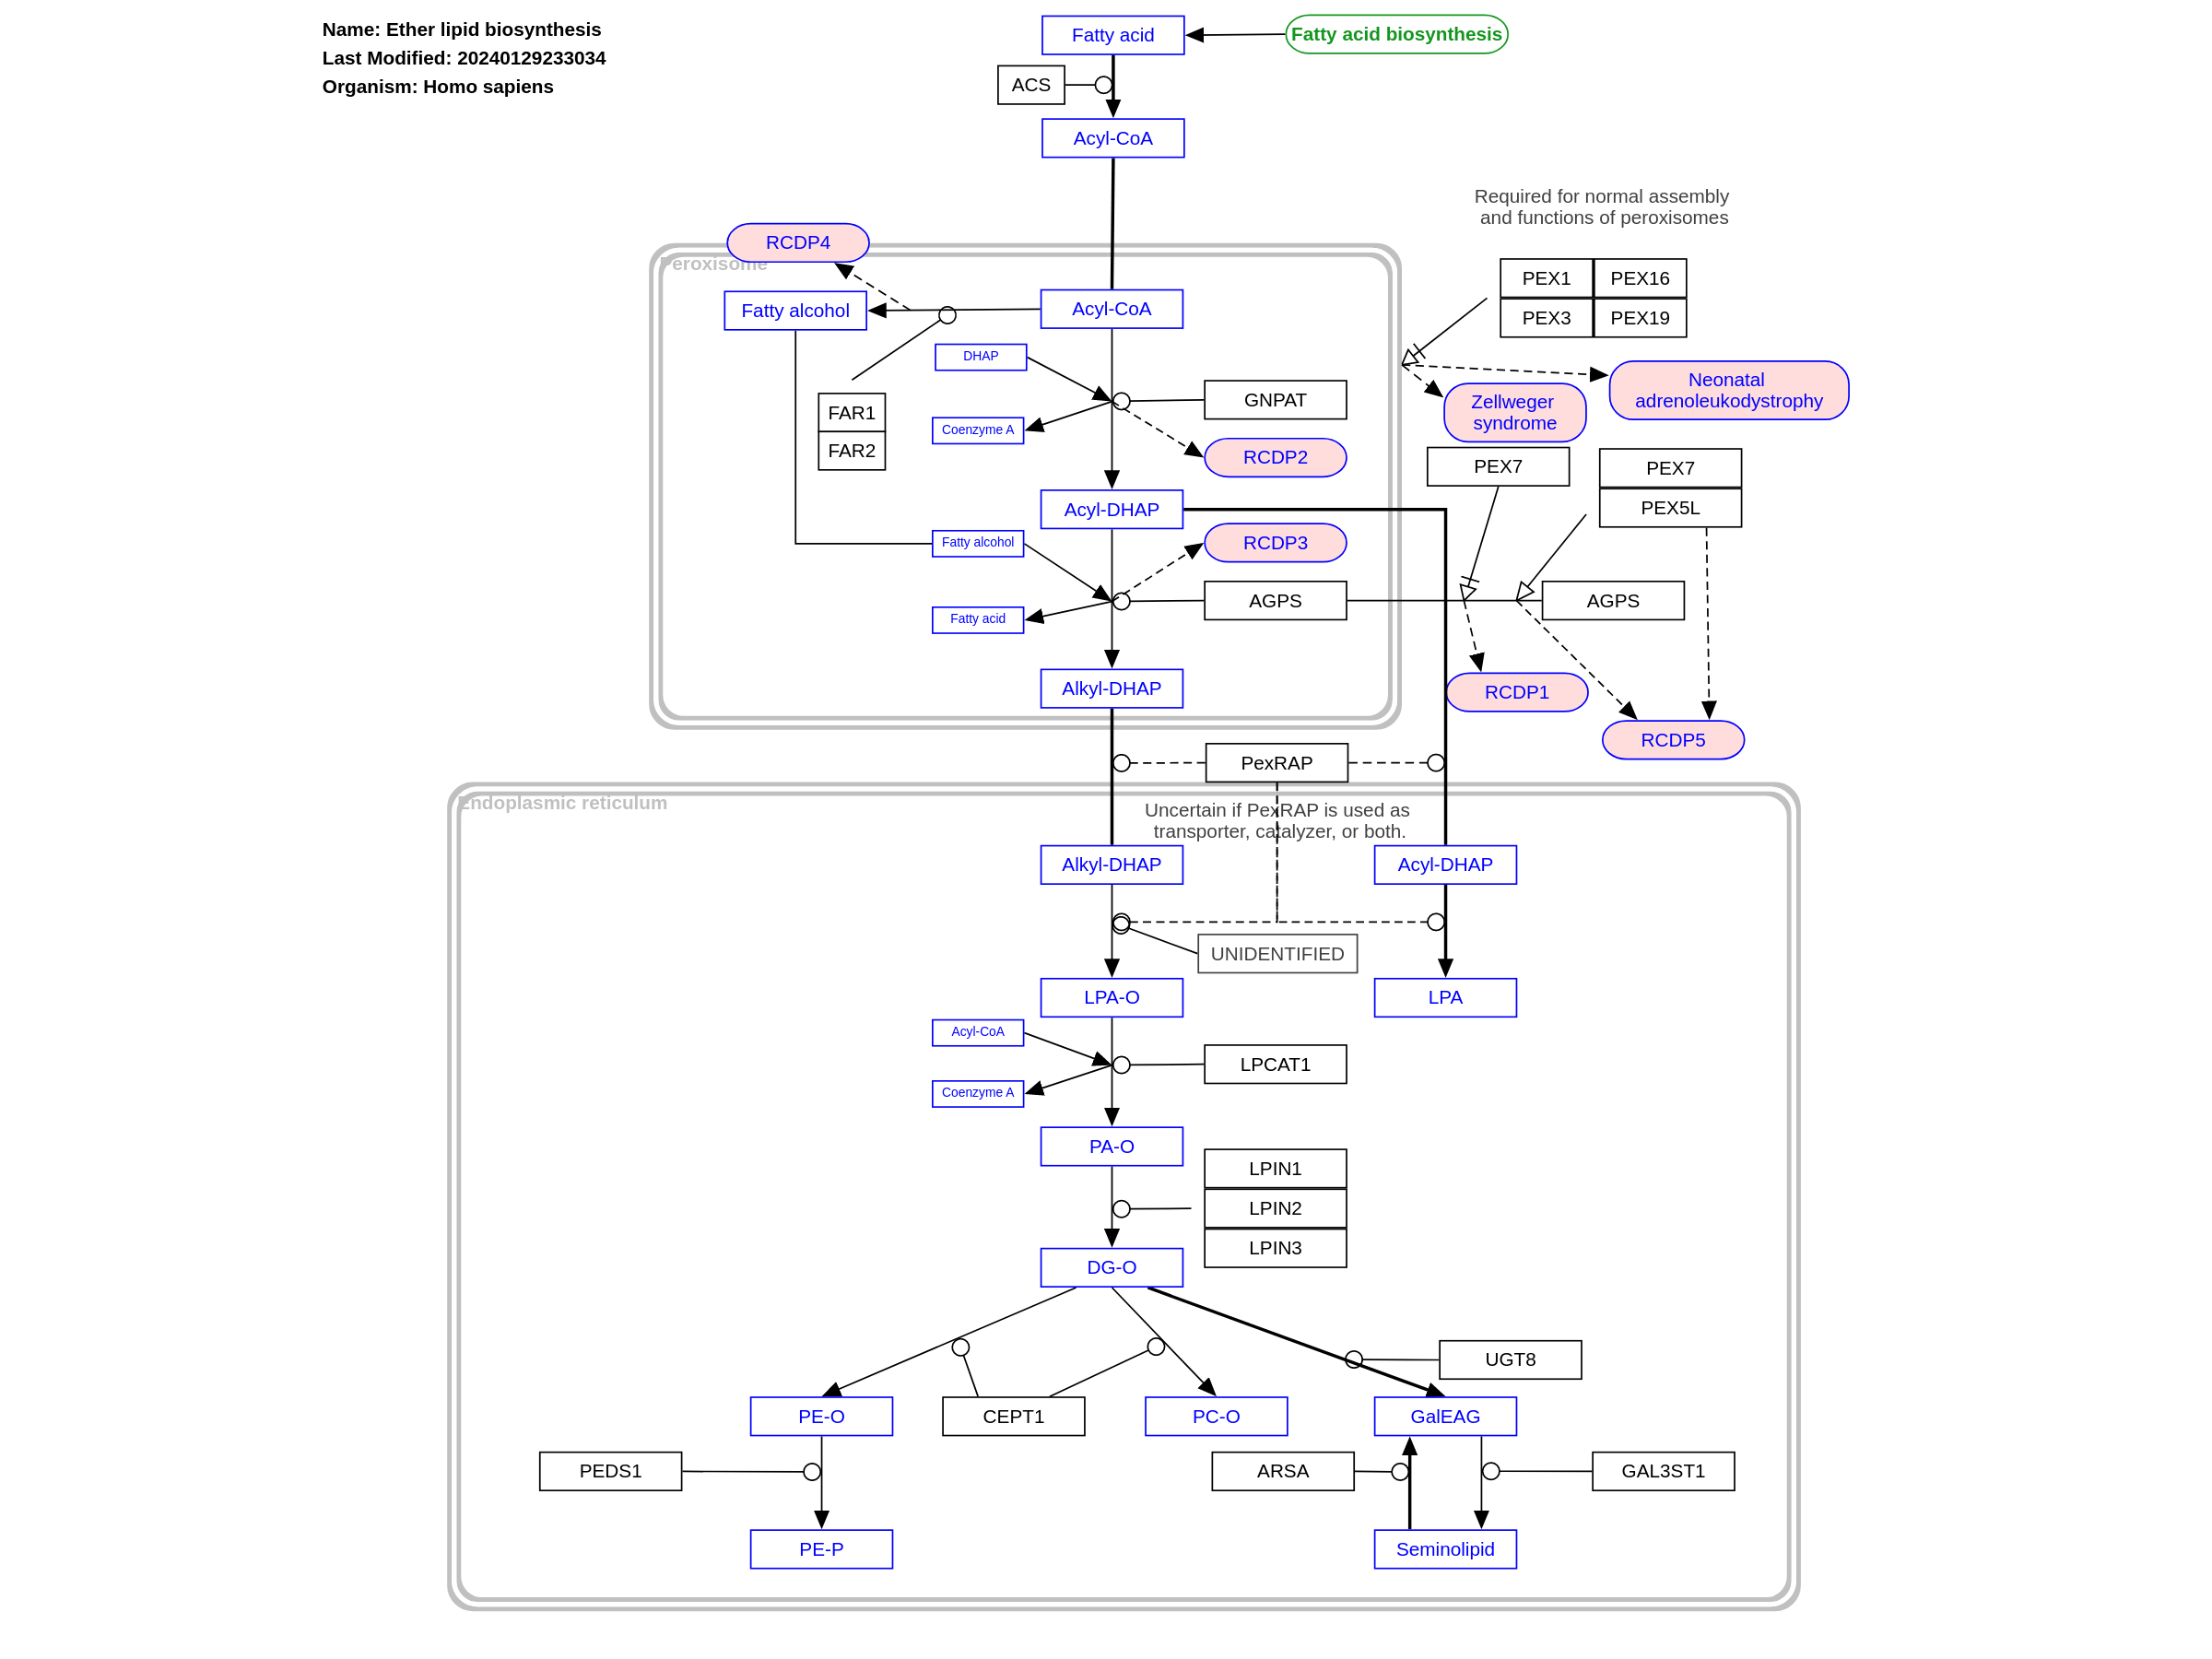 Name: Ether lipid biosynthesis
Last Modified: 20240129233034
Organism: Homo sapiens
Fatty acid
Fatty acid biosynthesis
ACS
Acyl-CoA
Required for normal assembly
and functions of peroxisomes
RCDP4
Peroxisome
PEX1
PEX16
PEX3
PEX19
Fatty alcohol
Acyl-CoA
DHAP
Neonatal
adrenoleukodystrophy
Zellweger
syndrome
GNPAT
FAR1
FAR2
Coenzyme A
RCDP2
PEX7
PEX7
PEX5L
Acyl-DHAP
Fatty alcohol
RCDP3
AGPS
AGPS
Fatty acid
Alkyl-DHAP
RCDP1
RCDP5
PexRAP
Endoplasmic reticulum
Uncertain if PexRAP is used as
transporter, catalyzer, or both.
Alkyl-DHAP
Acyl-DHAP
UNIDENTIFIED
LPA-O
LPA
Acyl-CoA
LPCAT1
Coenzyme A
PA-O
LPIN1
LPIN2
LPIN3
DG-O
UGT8
PE-O
CEPT1
PC-O
GalEAG
PEDS1
ARSA
GAL3ST1
PE-P
Seminolipid